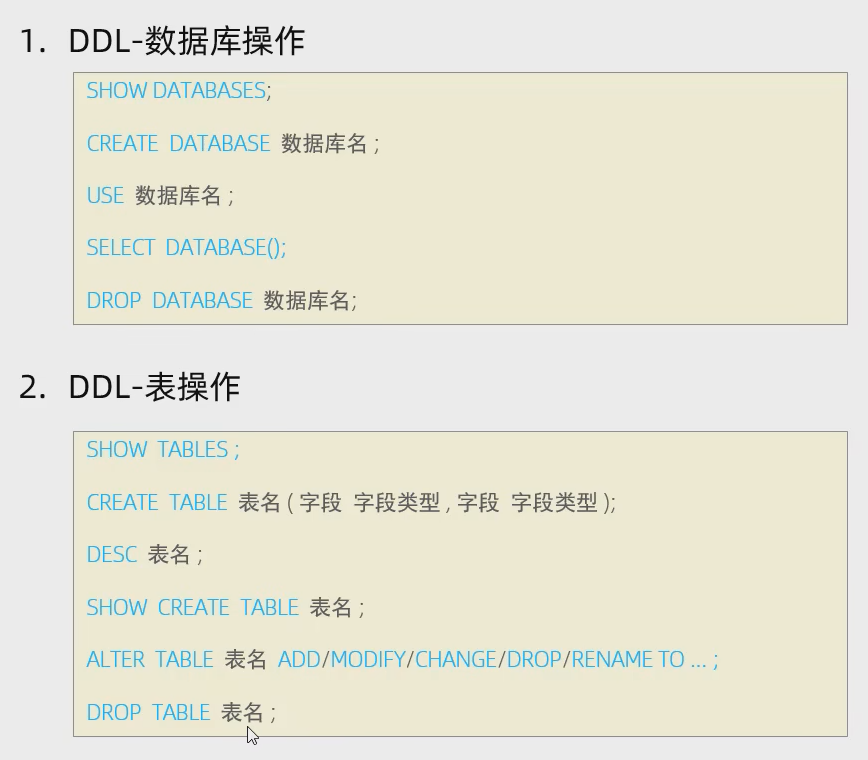 1. DDL-数据库操作
SHOW DATABASES;
CREATE DATABASE 数据库名 ;
USE 数据库名 ;
SELECT DATABASE();
DROP DATABASE 数据库名;
2. DDL-表操作
SHOW TABLES ;
CREATE TABLE 表名 ( 字段 字段类型 , 字段 字段类型 );
DESC 表名 ;
SHOW CREATE TABLE 表名 ;
ALTER TABLE 表名 ADD/MODIFY/CHANGE/DROP/RENAME TO ... ;
DROP TABLE 表名 ;